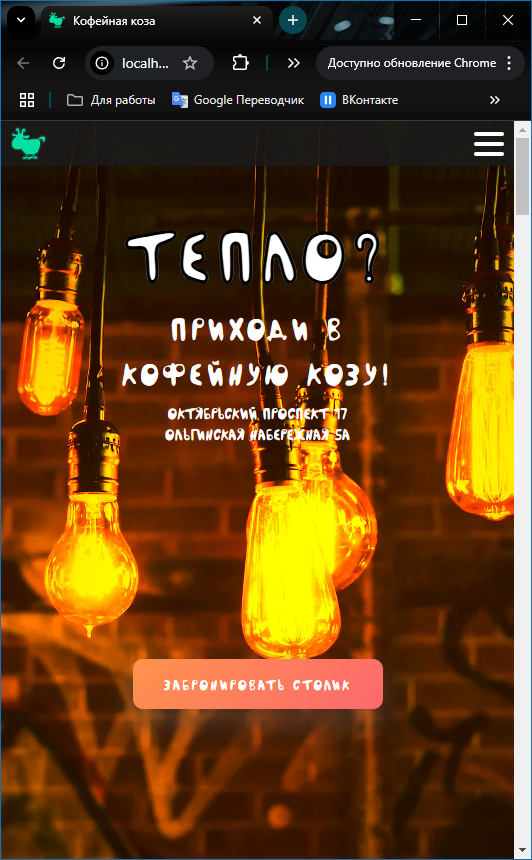 Кофейная коза
localh...
Доступно обновление Chrome
Для работы
Google Переводчик
ВКонтакте
ТЕПЛО?
ПРИХОДИ В
КОФЕЙНУЮ КОЗУ!
ОКТЯБРЬСКИЙ ПРОСПЕКТ 17
ОЛЬГИНСКАЯ НАБЕРЕЖНАЯ 5А
ЗАБРОНИРОВАТЬ СТОЛИК